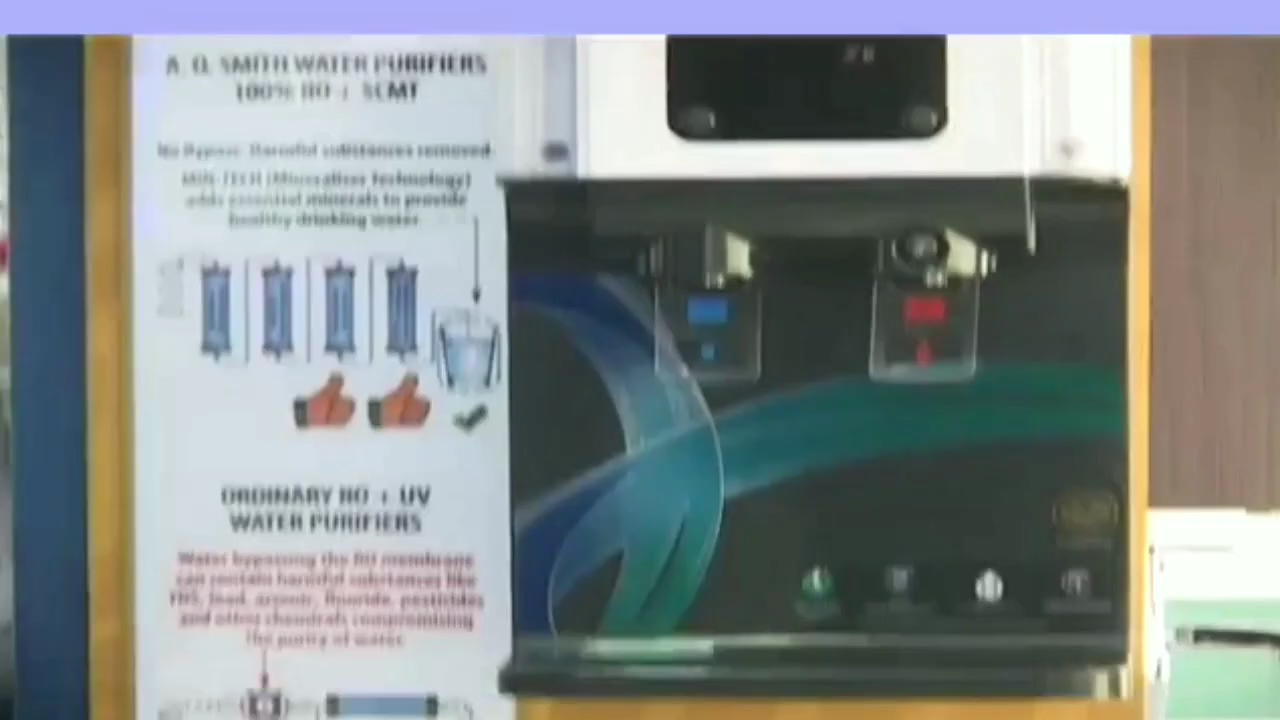 A. O. SMITH WATER PURIFIERS
100% RO + SCMT
No Bypass. Harmful substances removed
MIN-TECH (Mineraliser Technology)
adds essential minerals to provide
healthy drinking water
ORDINARY RO + UV
WATER PURIFIERS
Water bypassing the RO membrane
can contain harmful substances like
TDS, lead, arsenic, fluoride, pesticides
and other chemicals compromising
the purity of water